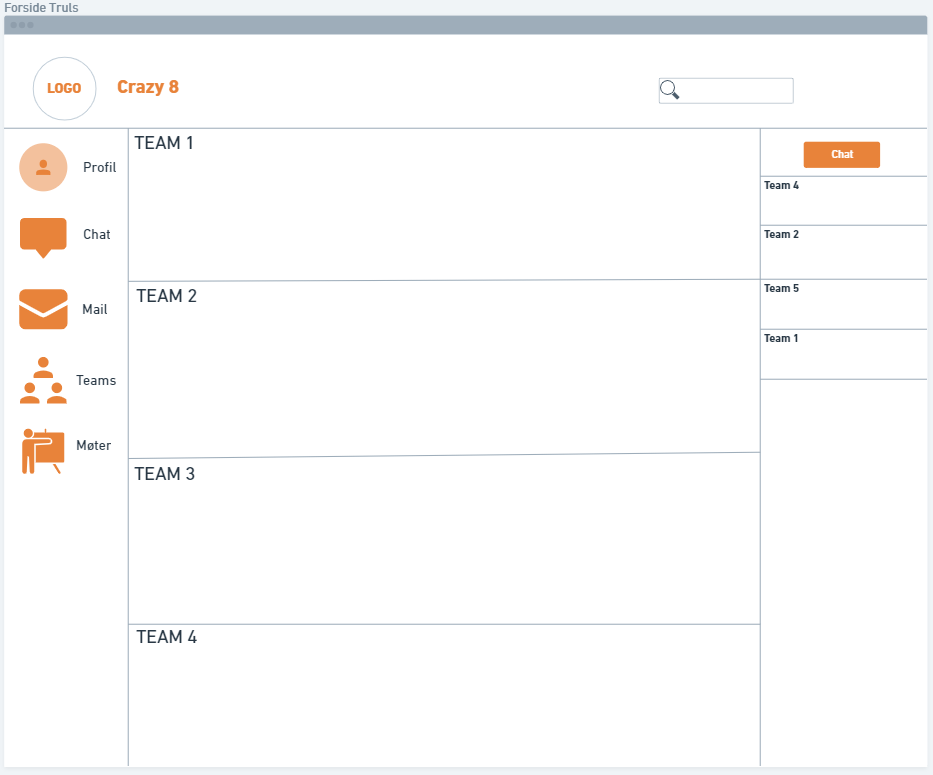 Forside Truls
LOGO
Crazy 8
Profil
Chat
Mail
Teams
Møter
TEAM 1
TEAM 2
TEAM 3
TEAM 4
Chat
Team 4
Team 2
Team 5
Team 1